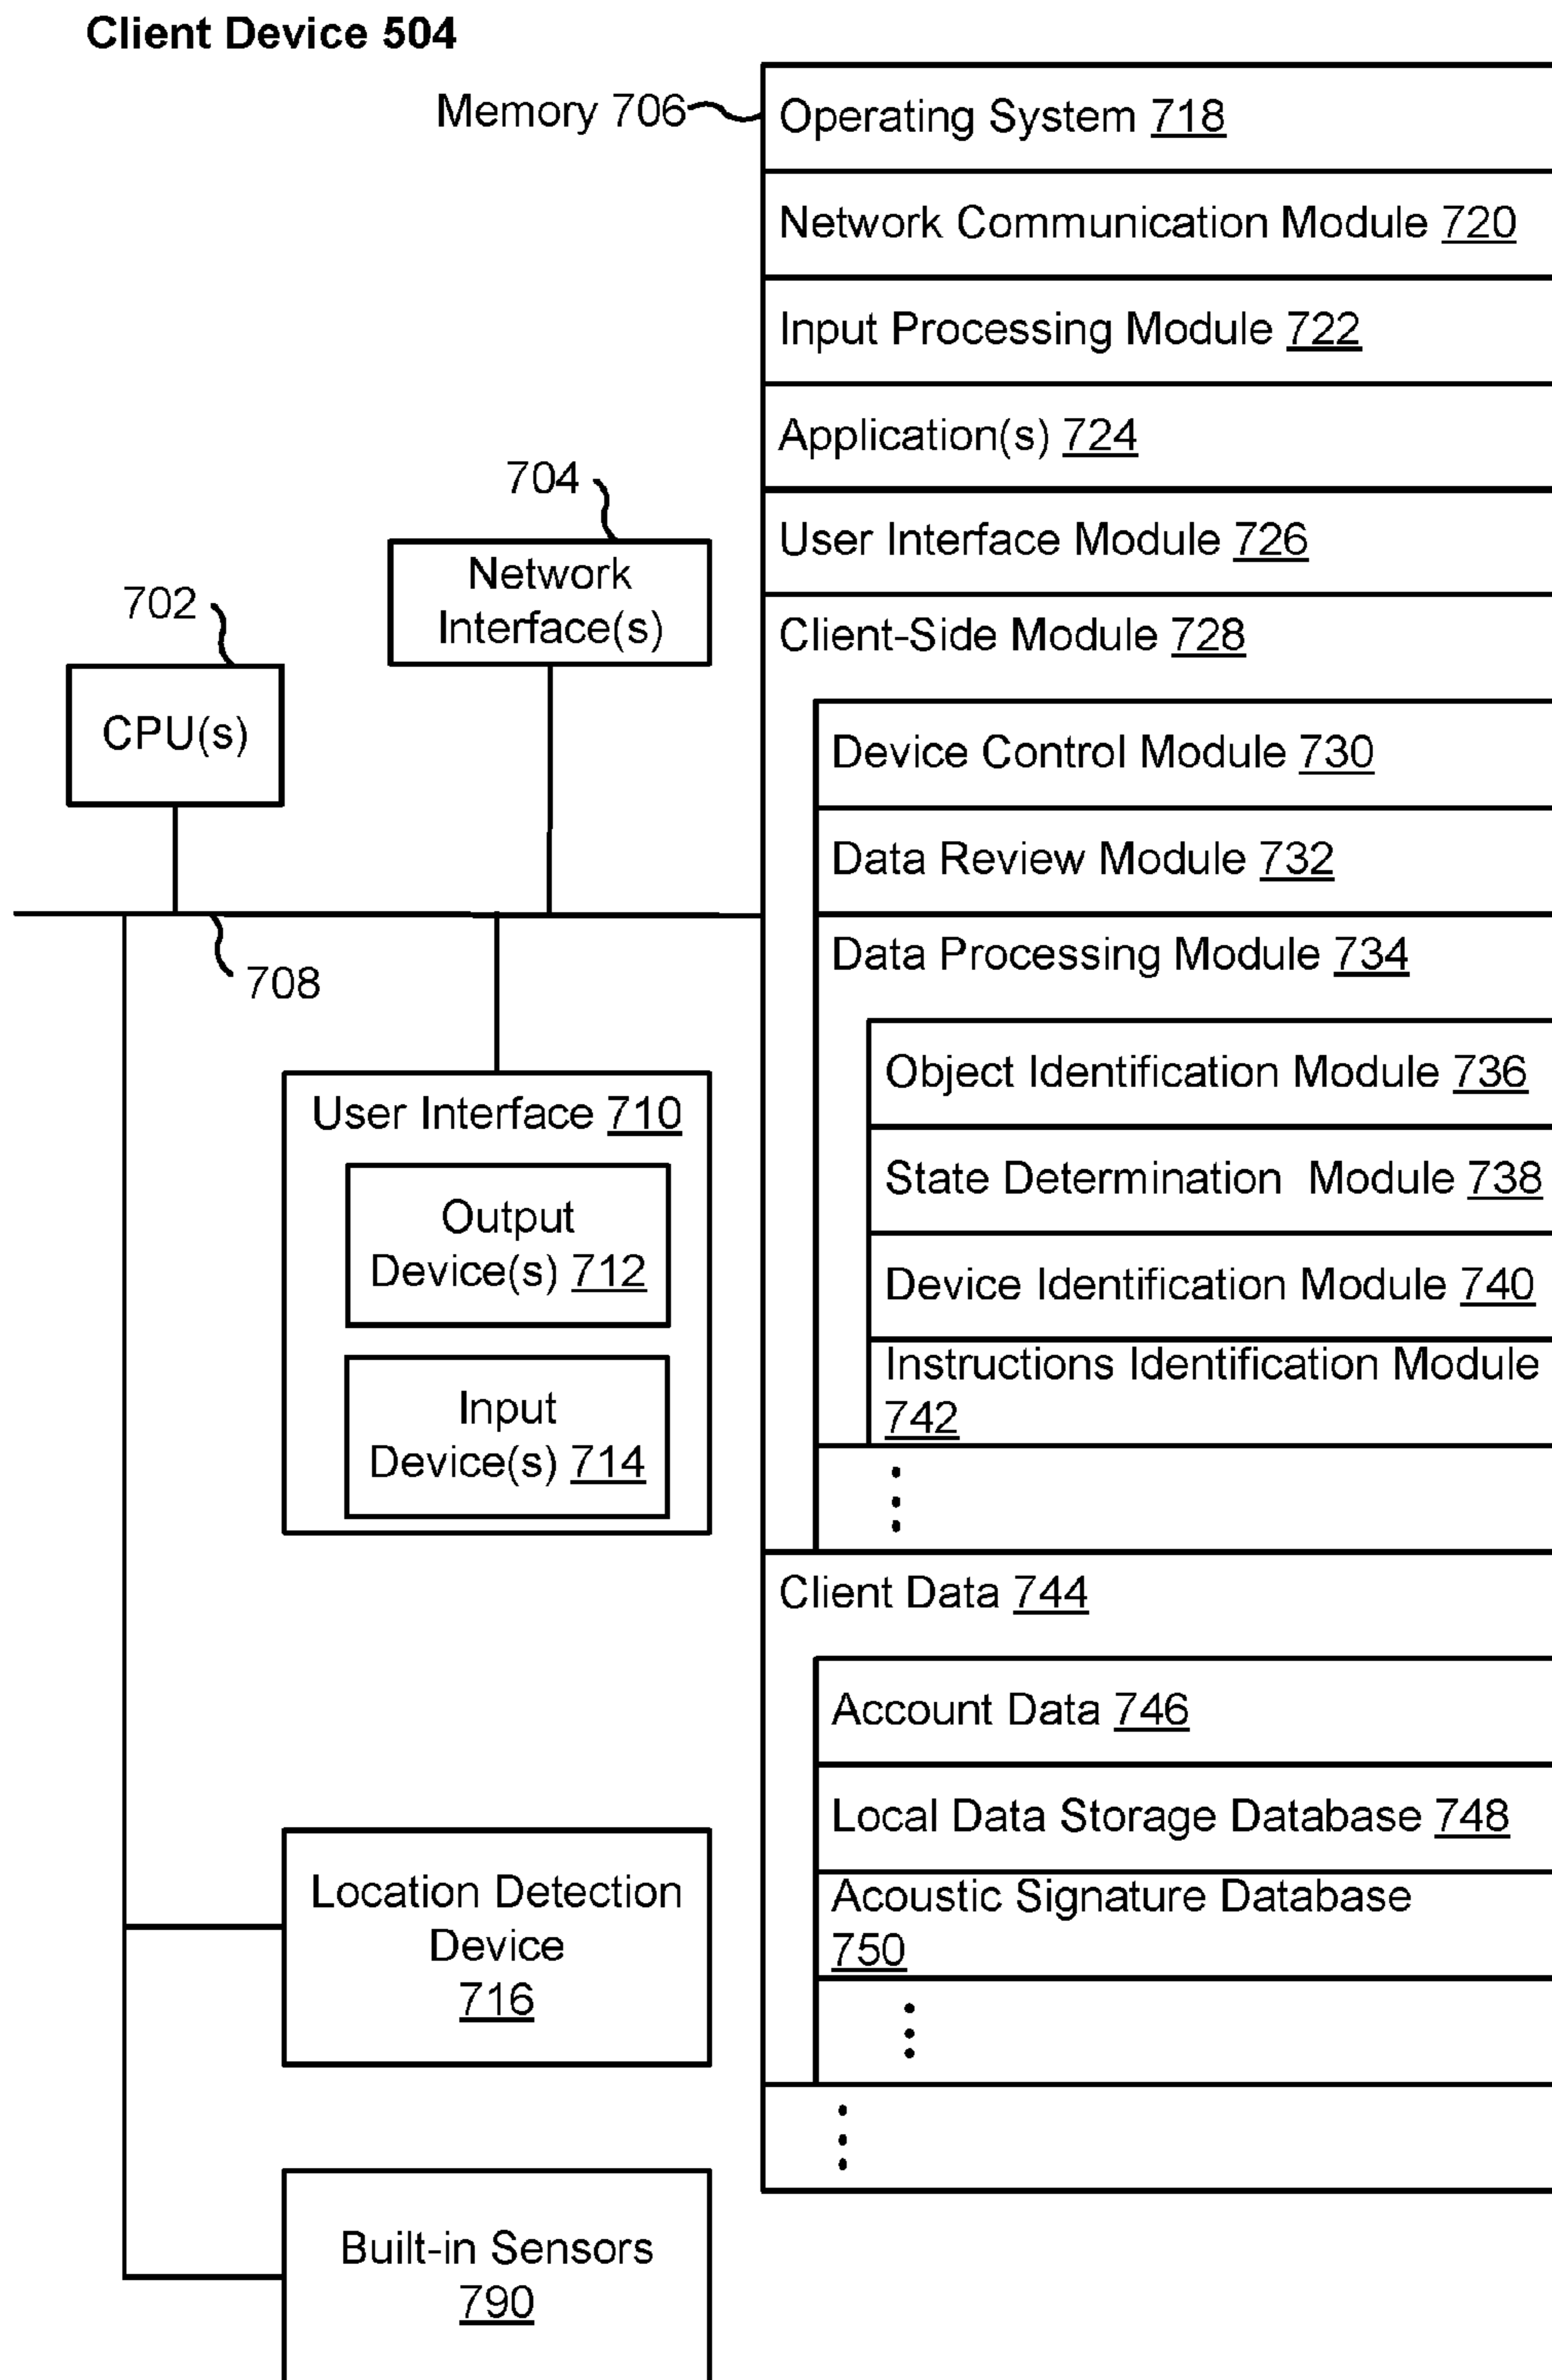 Client Device 504
Memory 706
Operating System 718
Network Communication Module 720
Input Processing Module 722
Application(s) 724
User Interface Module 726
Client-Side Module 728
Device Control Module 730
Data Review Module 732
Data Processing Module 734
Object Identification Module 736
State Determination Module 738
Device Identification Module 740
Instructions Identification Module
742
Client Data 744
Account Data 746
Local Data Storage Database 748
Acoustic Signature Database
750
704
Network
Interface(s)
702
CPU(s)
708
User Interface 710
Output
Device(s) 712
Input
Device(s) 714
Location Detection
Device
716
Built-in Sensors
790